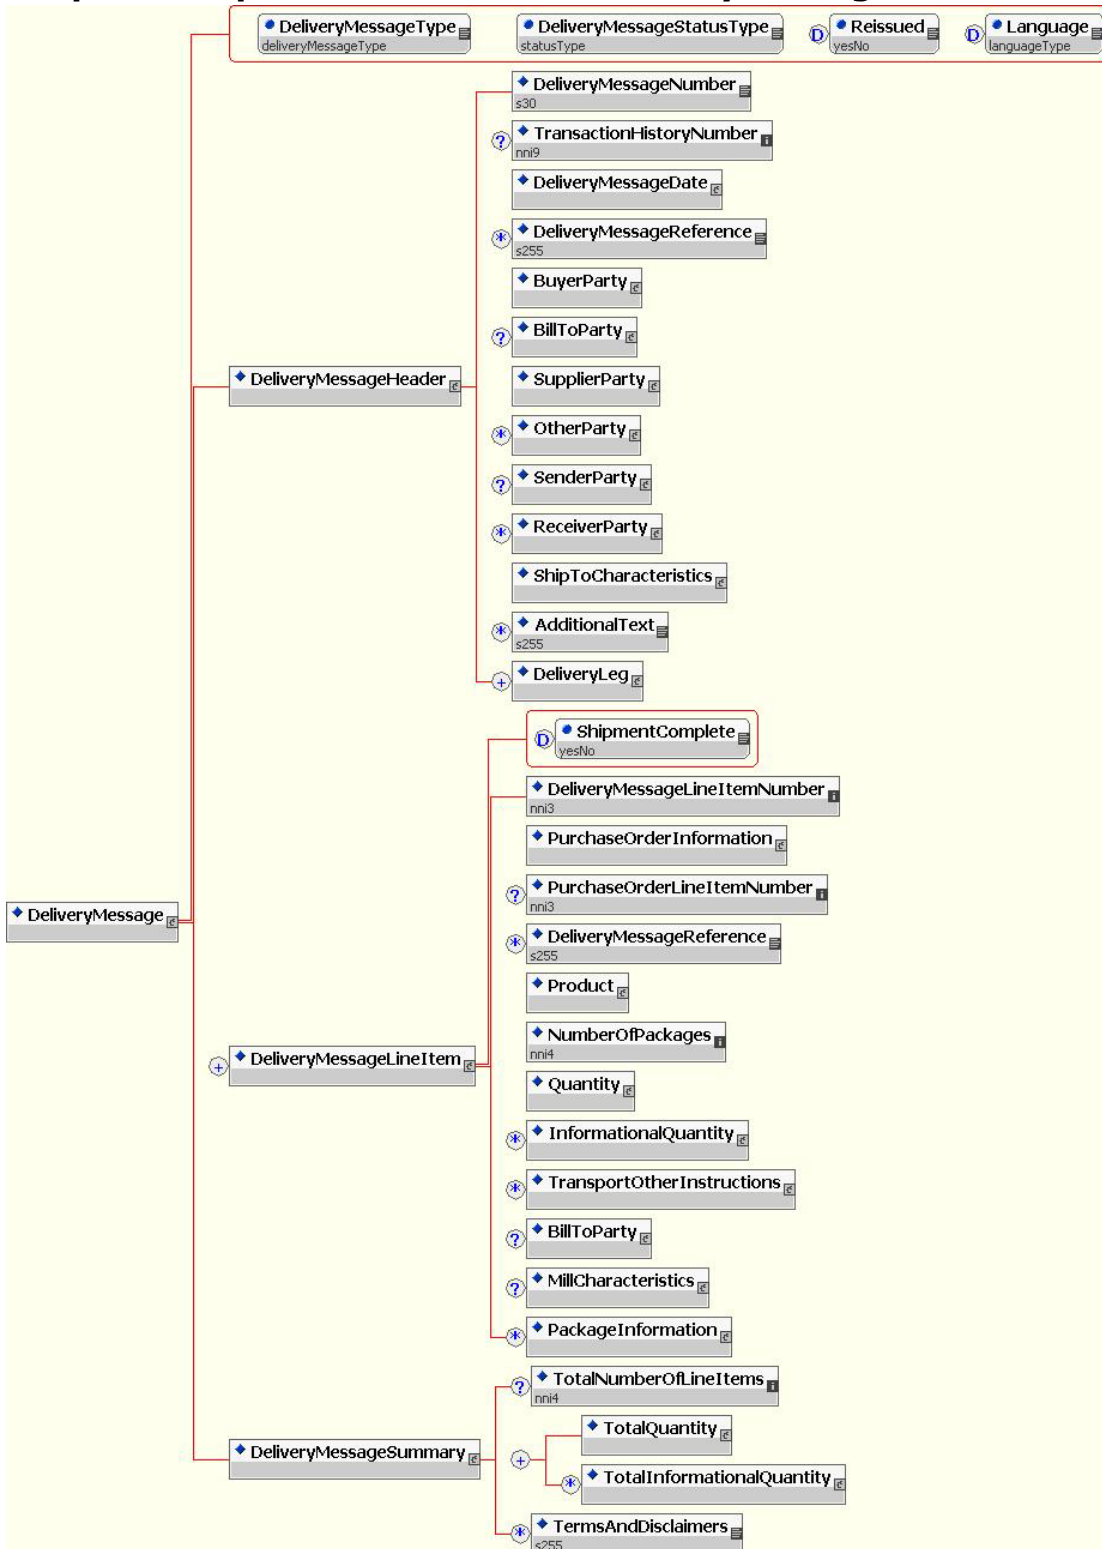 DeliveryMessageType DeliveryMessageStatusType D Reissued D Language
deliveryMessageType statusType yesNo languageType
DeliveryMessageNumber
s30
? TransactionHistoryNumber
nni9
DeliveryMessageDate
* DeliveryMessageReference
s255
BuyerParty
? BillToParty
DeliveryMessageHeader
SupplierParty
* OtherParty
? SenderParty
* ReceiverParty
ShipToCharacteristics
* AdditionalText
s255
+ DeliveryLeg
D ShipmentComplete
yesNo
DeliveryMessageLineItemNumber
nni3
PurchaseOrderInformation
? PurchaseOrderLineItemNumber
nni3
DeliveryMessage
* DeliveryMessageReference
s255
Product
NumberOfPackages
nni4
+ DeliveryMessageLineItem
Quantity
* InformationalQuantity
* TransportOtherInstructions
? BillToParty
? MillCharacteristics
* PackageInformation
? TotalNumberOfLineItems
nni4
TotalQuantity
DeliveryMessageSummary
+
* TotalInformationalQuantity
* TermsAndDisclaimers
s255